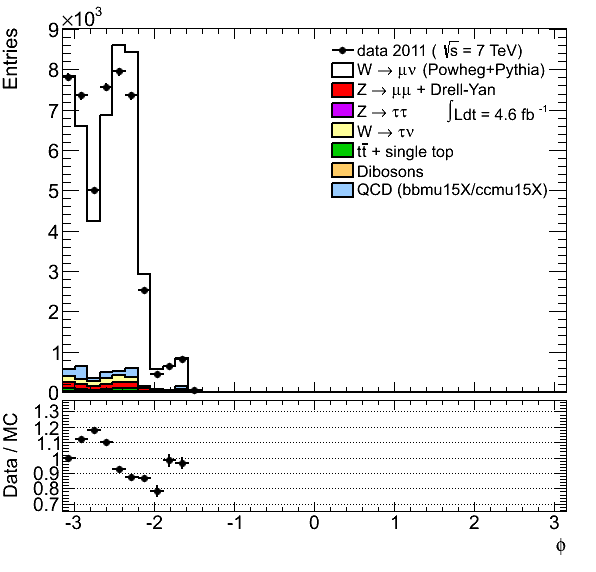 ×10³
Entries
9
8
7
6
5
4
3
2
1
0
data 2011 ( √s = 7 TeV)
W → μν (Powheg+Pythia)
Z → μμ + Drell-Yan
Z → ττ
∫Ldt = 4.6 fb⁻¹
W → τν
tt̄ + single top
Dibosons
QCD (bbmu15X/ccmu15X)
Data / MC
1.3
1.2
1.1
1
0.9
0.8
0.7
-3 -2 -1 0 1 2 3
ϕ